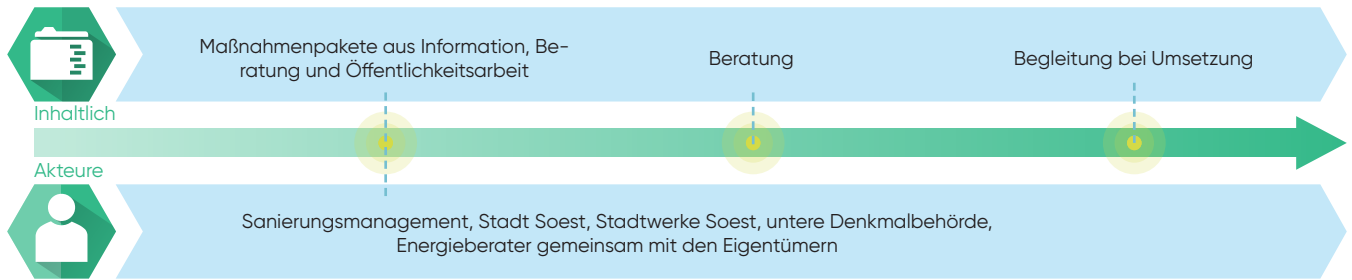 Maßnahmenpakete aus Information, Be-
ratung und Öffentlichkeitsarbeit
Beratung
Begleitung bei Umsetzung
Inhaltlich
Akteure
Sanierungsmanagement, Stadt Soest, Stadtwerke Soest, untere Denkmalbehörde,
Energieberater gemeinsam mit den Eigentümern